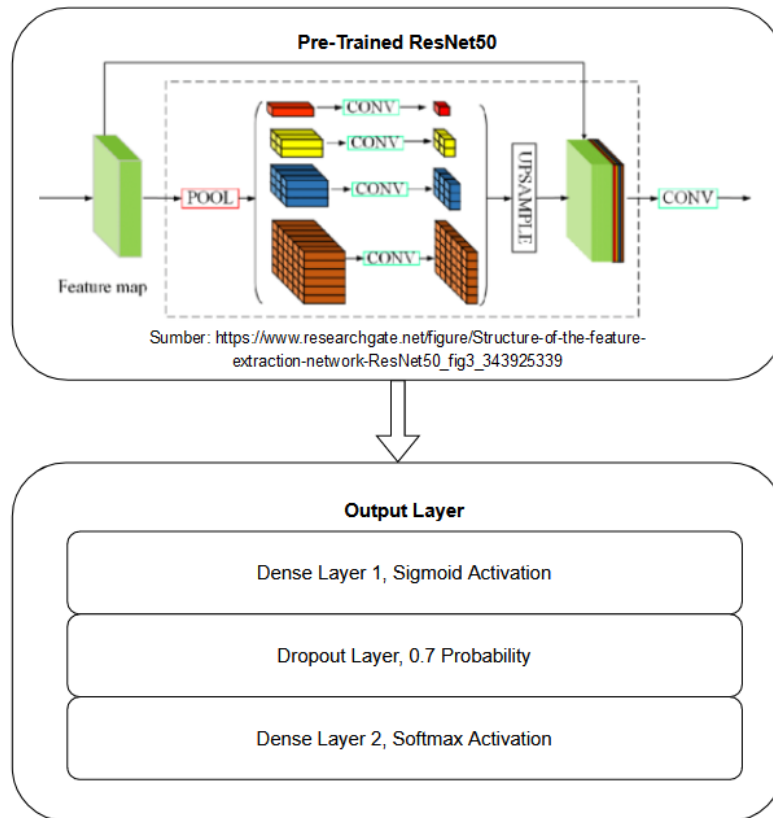 Pre-Trained ResNet50
CONV
CONV
CONV
CONV
POOL
UPSAMPLE
CONV
Feature map
Sumber: https://www.researchgate.net/figure/Structure-of-the-feature-
extraction-network-ResNet50_fig3_343925339
Output Layer
Dense Layer 1, Sigmoid Activation
Dropout Layer, 0.7 Probability
Dense Layer 2, Softmax Activation